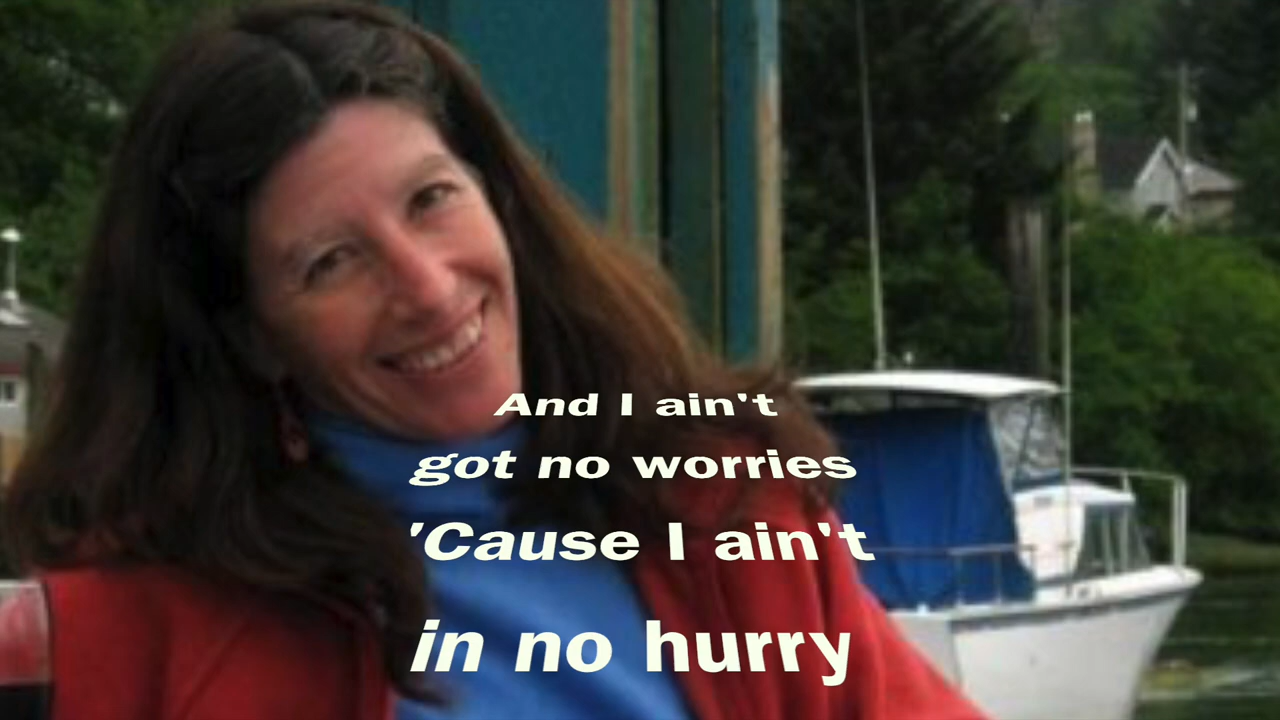 And I ain't
got no worries
'Cause I ain't
in no hurry